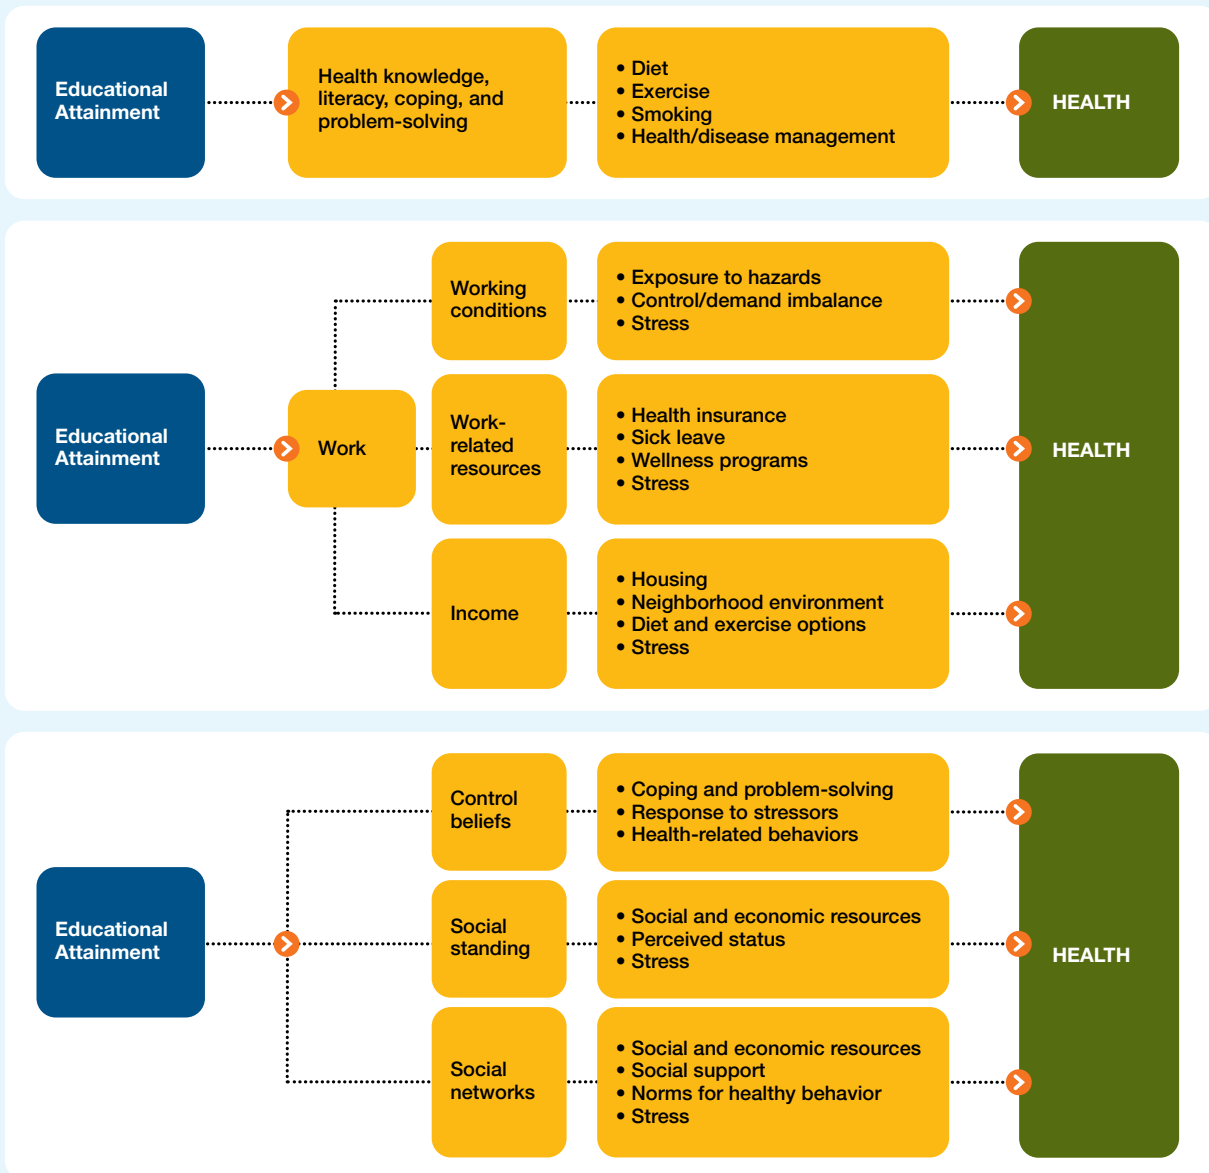 Educational
Attainment
Health knowledge,
literacy, coping, and
problem-solving
• Diet
• Exercise
• Smoking
• Health/disease management
HEALTH
Educational
Attainment
Work
Working
conditions
• Exposure to hazards
• Control/demand imbalance
• Stress
Work-
related
resources
• Health insurance
• Sick leave
• Wellness programs
• Stress
Income
• Housing
• Neighborhood environment
• Diet and exercise options
• Stress
HEALTH
Educational
Attainment
Control
beliefs
• Coping and problem-solving
• Response to stressors
• Health-related behaviors
Social
standing
• Social and economic resources
• Perceived status
• Stress
Social
networks
• Social and economic resources
• Social support
• Norms for healthy behavior
• Stress
HEALTH